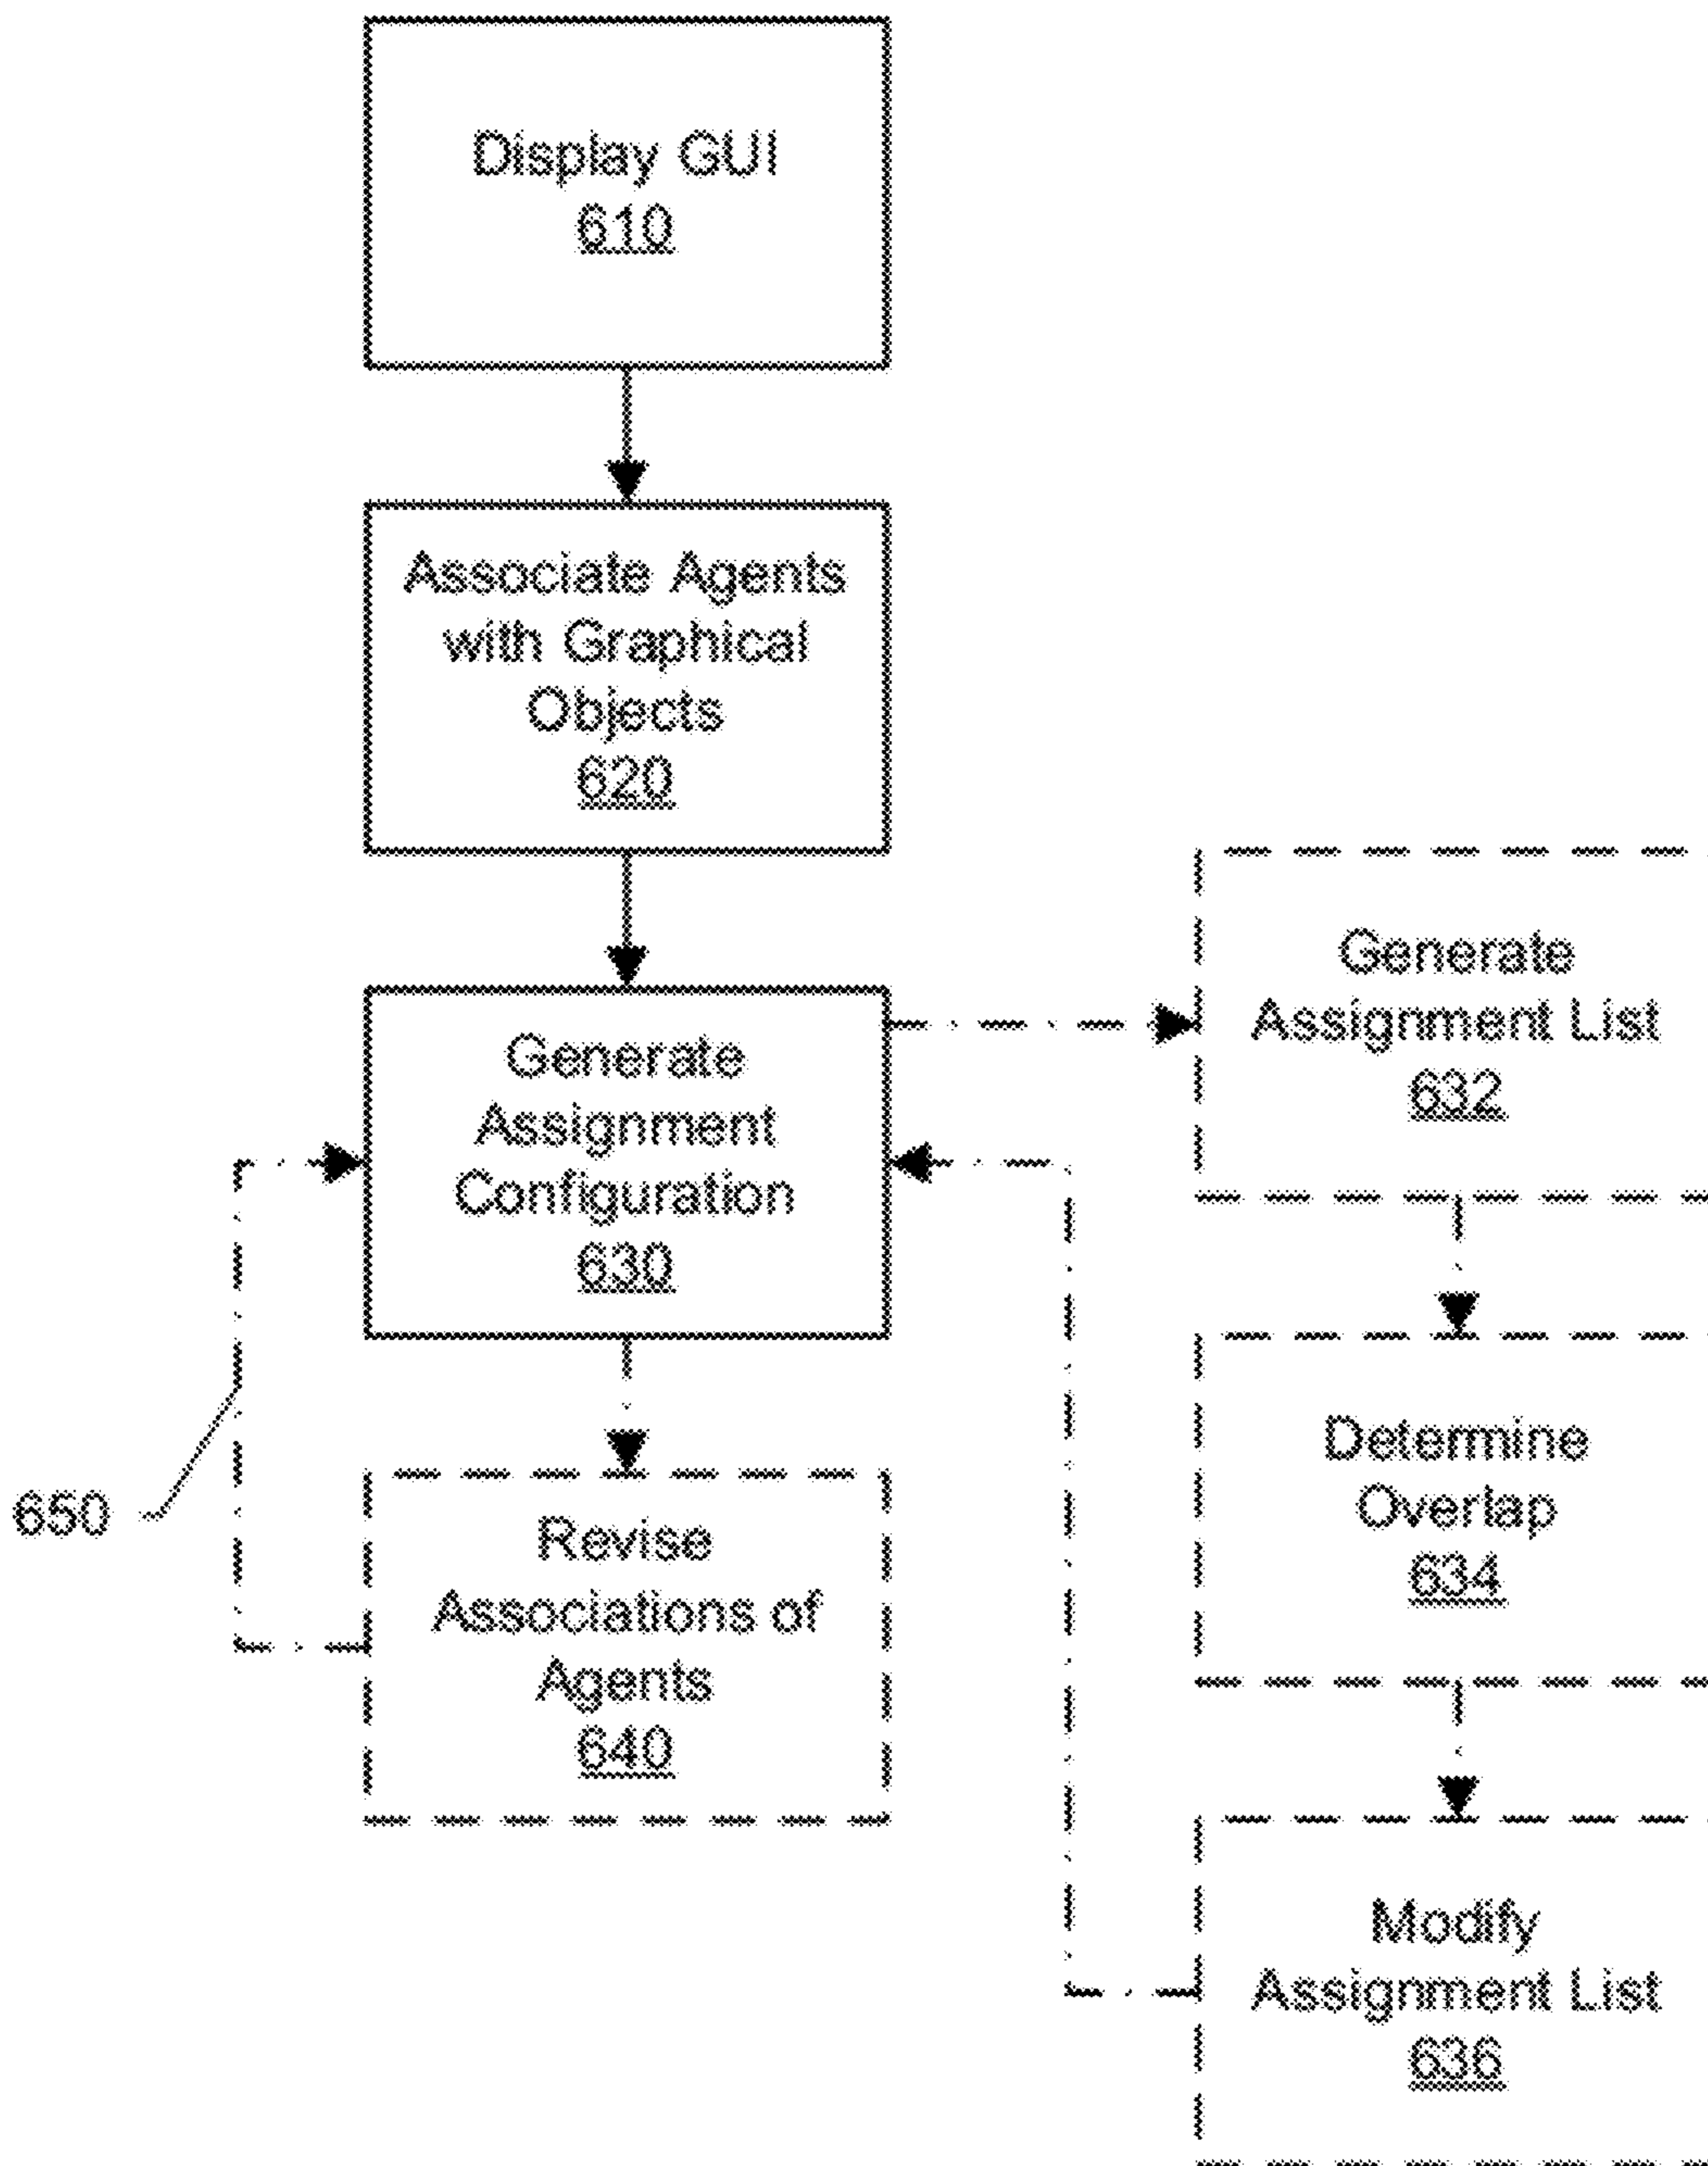 Display GUI
610
Associate Agents
with Graphical
Objects
620
Generate
Assignment
Configuration
630
650
Revise
Associations of
Agents
640
Generate
Assignment List
632
Determine
Overlap
634
Modify
Assignment List
636